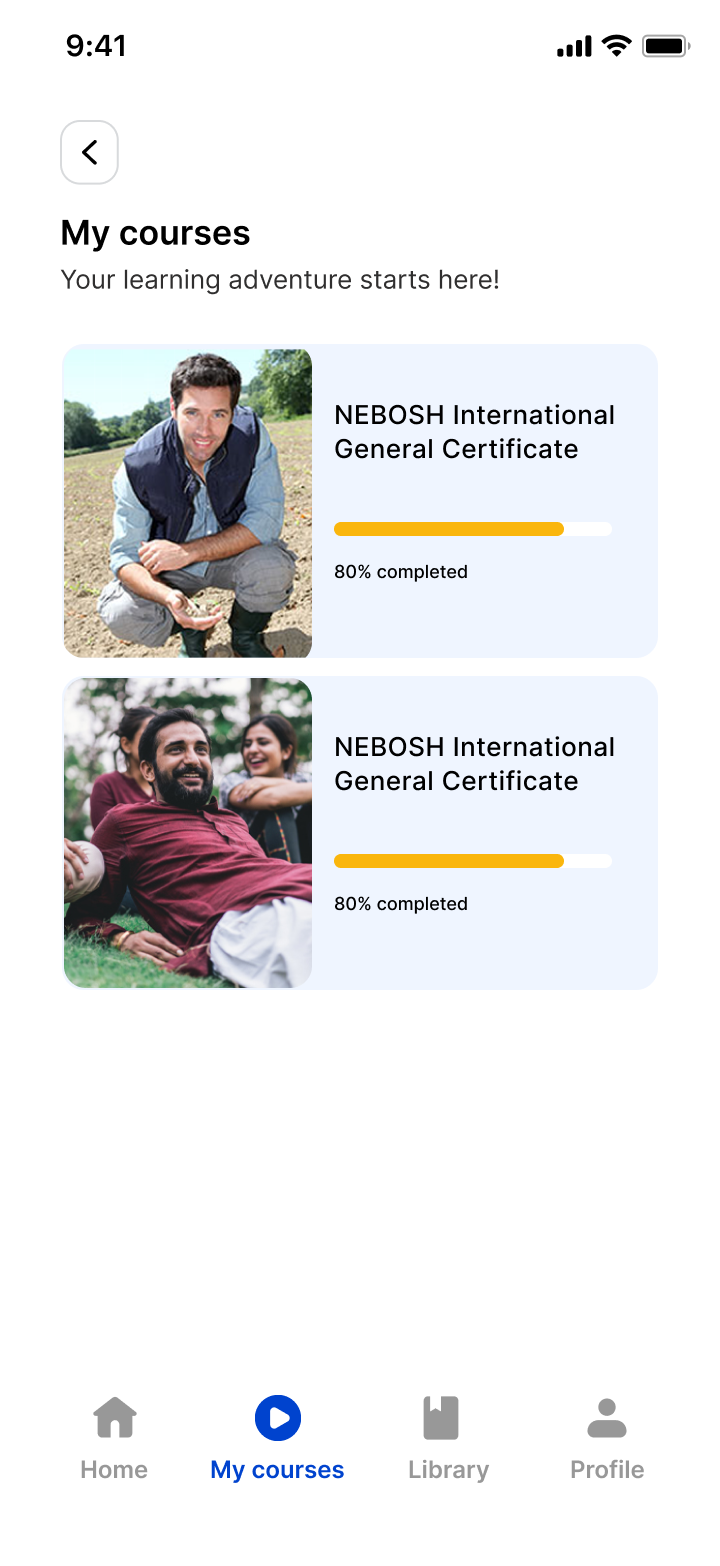 9:41
My courses
Your learning adventure starts here!
NEBOSH International
General Certificate
80% completed
NEBOSH International
General Certificate
80% completed
Home
My courses
Library
Profile